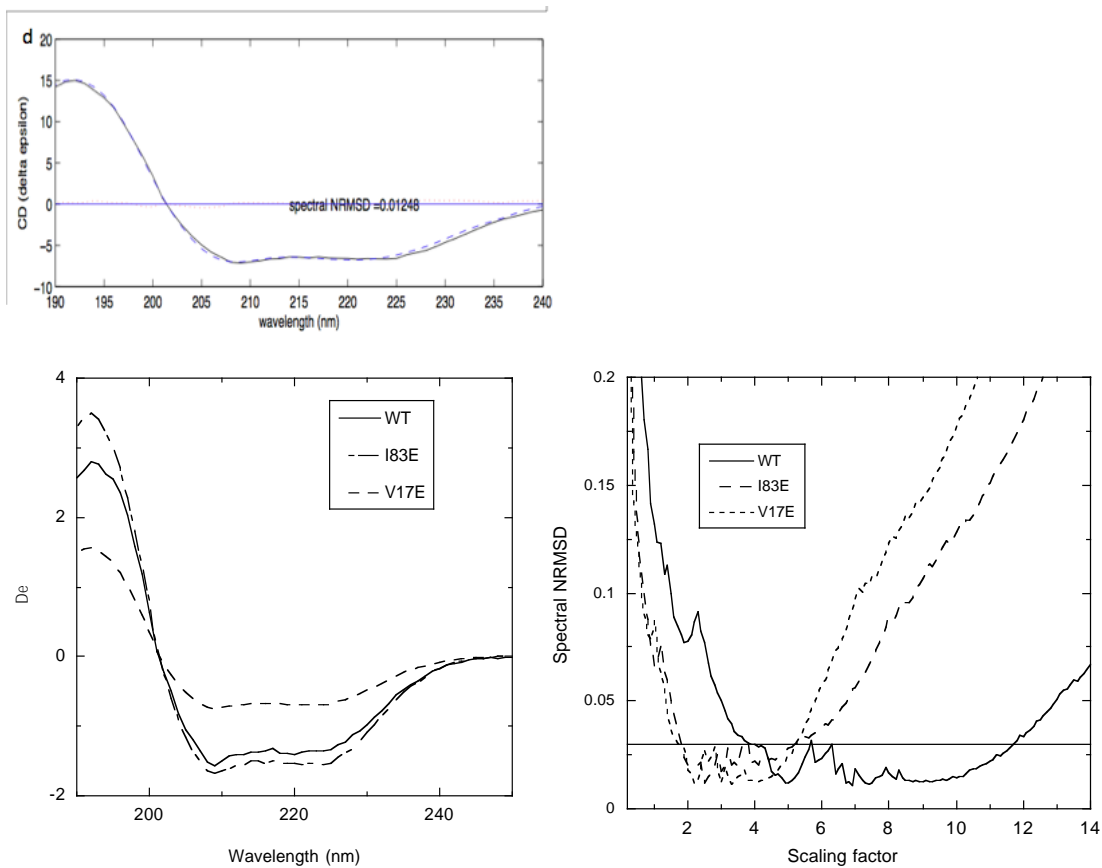 d
20
15
10
5
0
−5
−10
CD (delta epsilon)
spectral NRMSD =0.01248
190 195 200 205 210 215 220 225 230 235 240
wavelength (nm)
4
2
0
-2
De
WT
I83E
V17E
200 220 240
Wavelength (nm)
0.2
0.15
0.1
0.05
0
Spectral NRMSD
WT
I83E
V17E
2 4 6 8 10 12 14
Scaling factor